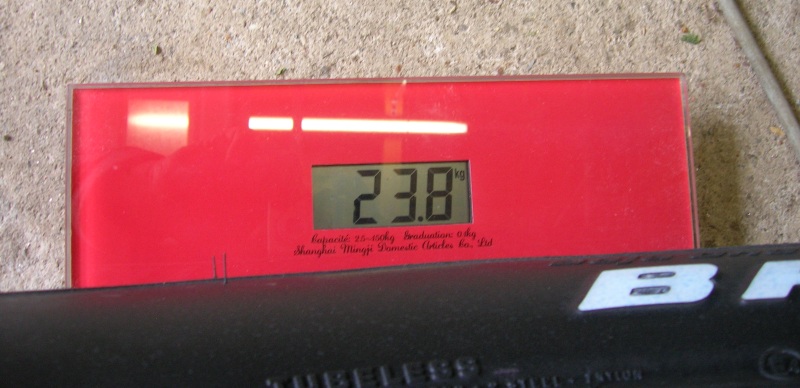 23.8 kg
Capacité: 2.5-150kg Graduation: 0.1kg
Shanghai Mingji Domestic Articles Co., Ltd
TUBELESS